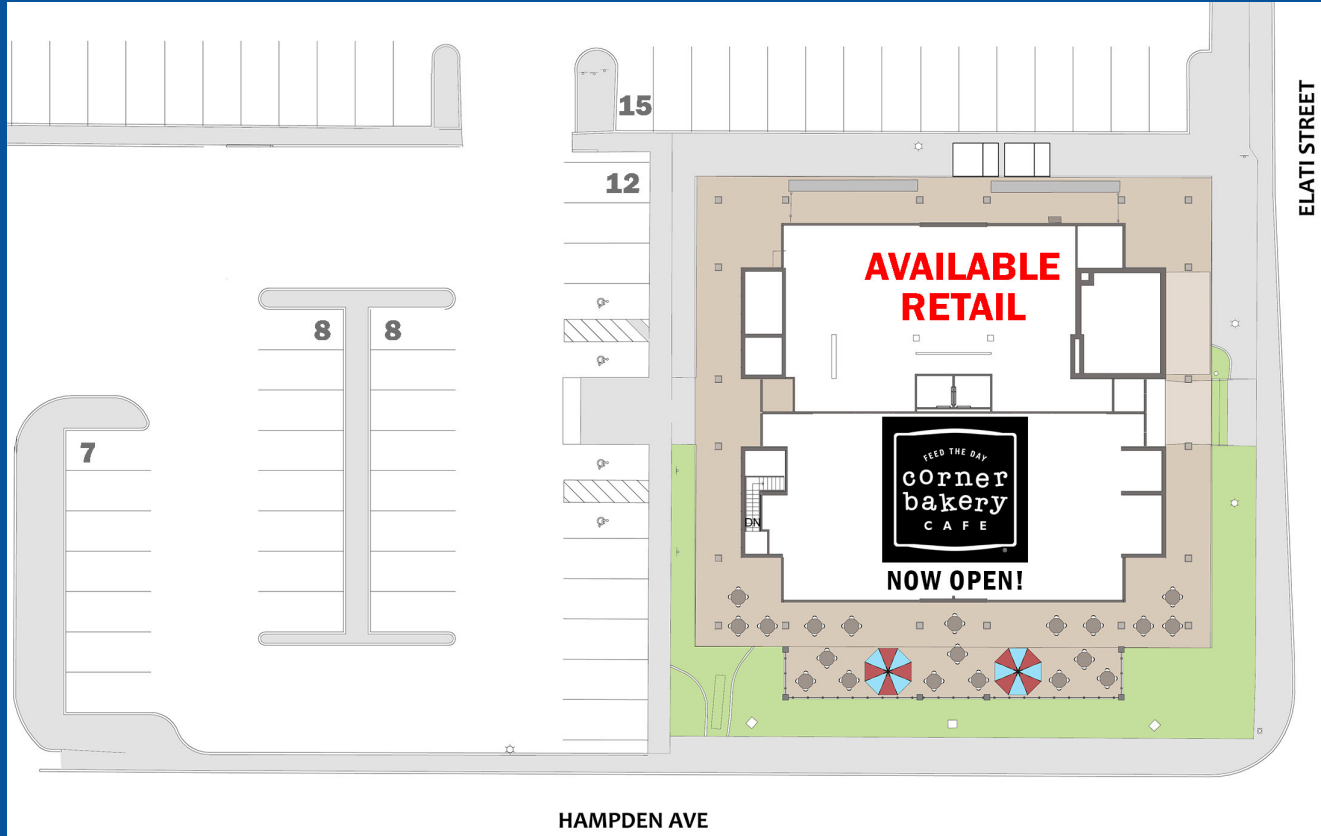 15
ELATI STREET
12
AVAILABLE
RETAIL
8
8
7
FEED THE DAY
corner
bakery
CAFE
®
DN
NOW OPEN!
HAMPDEN AVE